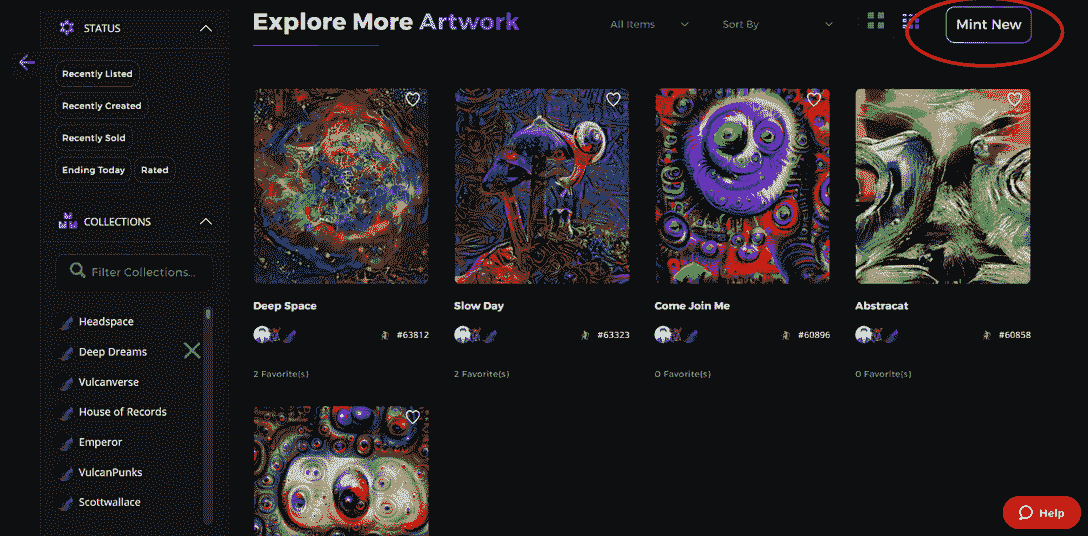 STATUS
Recently Listed
Recently Created
Recently Sold
Ending Today Rated
COLLECTIONS
Filter Collections...
Headspace
Deep Dreams
Vulcanverse
House of Records
Emperor
VulcanPunks
Scottwallace
Explore More Artwork
All Items
Sort By
Mint New
Deep Space
#63812
2 Favorite(s)
Slow Day
#63323
2 Favorite(s)
Come Join Me
#60896
0 Favorite(s)
Abstracat
#60858
0 Favorite(s)
Help